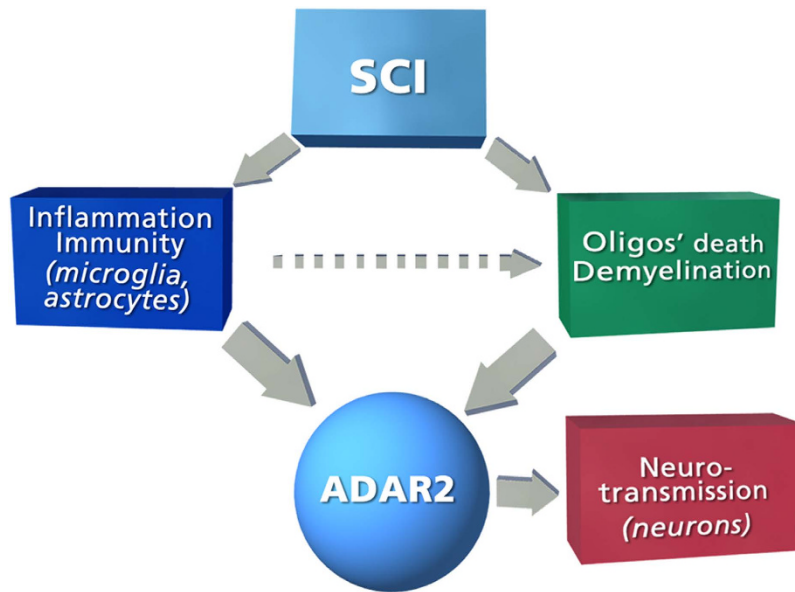 SCI
Inflammation
Immunity
(microglia,
astrocytes)
Oligos’ death
Demyelination
ADAR2
Neuro-
transmission
(neurons)